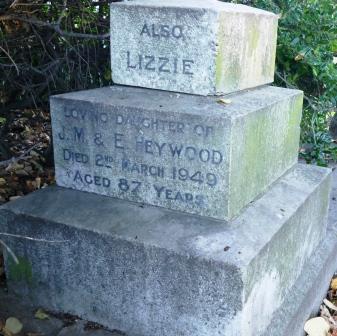 ALSO
LIZZIE
LOVING DAUGHTER OF
J. M. & E. HEYWOOD
DIED 2ND MARCH 1949
AGED 87 YEARS